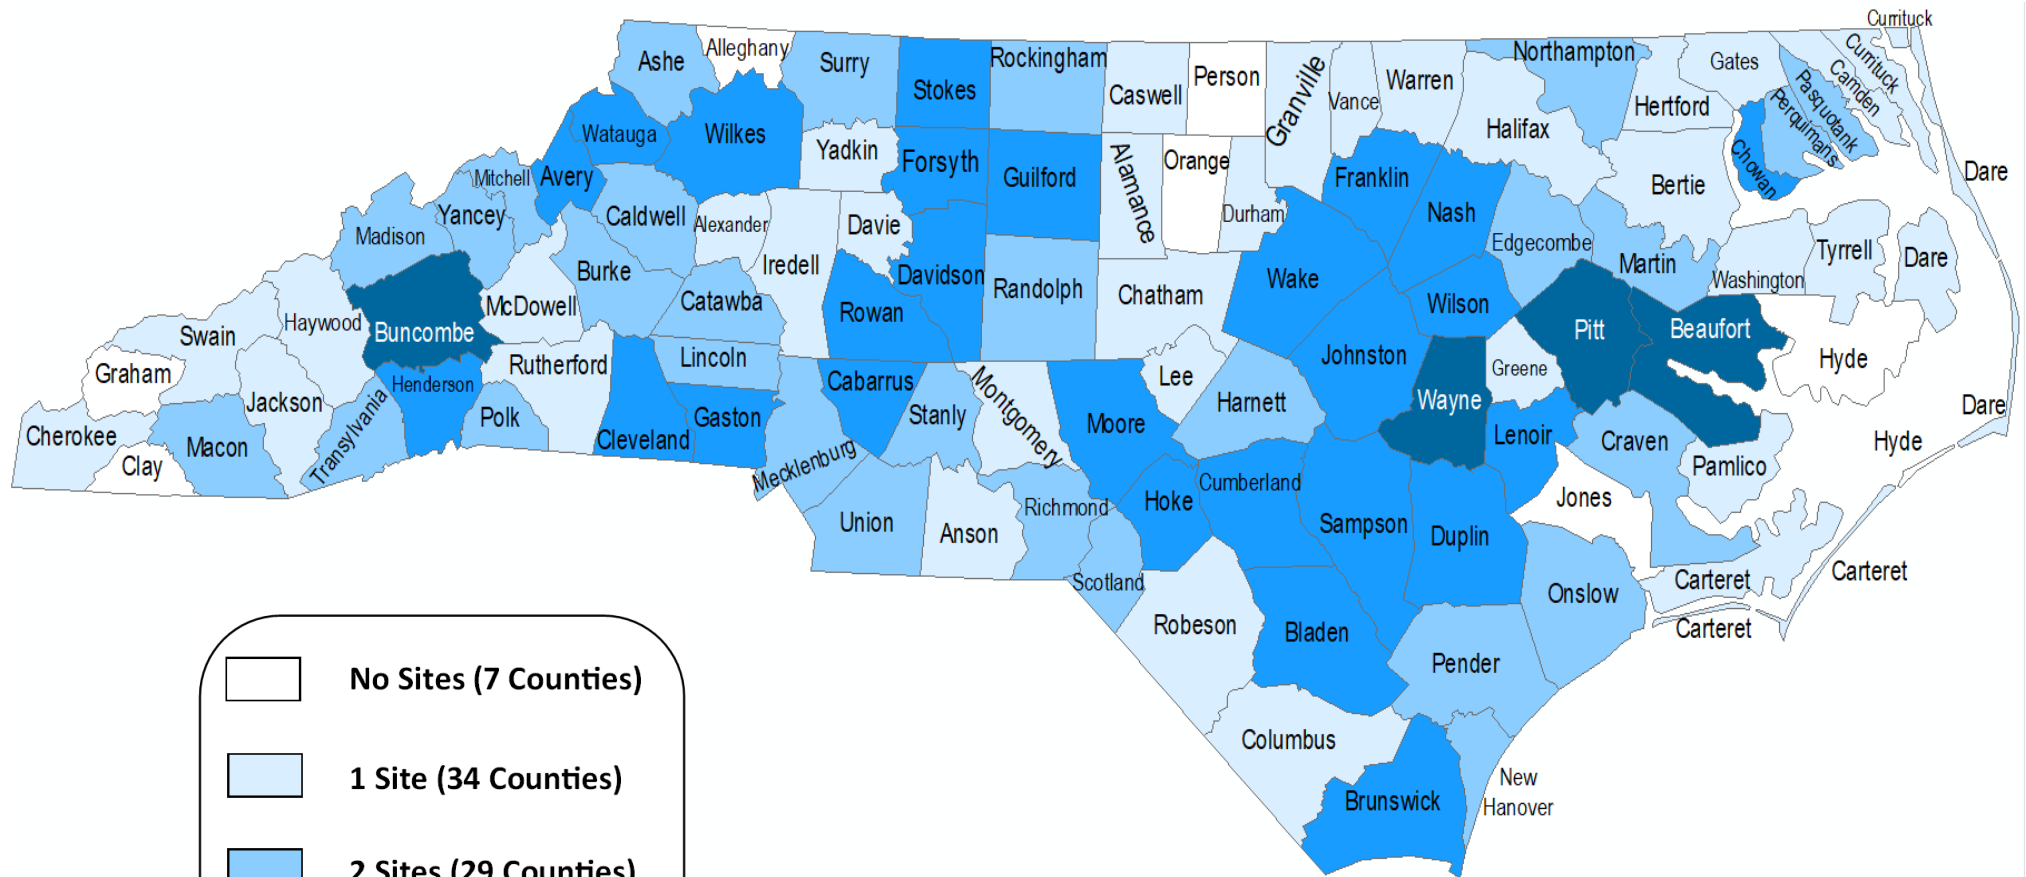 Currituck
Ashe
Alleghany
Surry
Stokes
Rockingham
Caswell
Person
Granville
Vance
Warren
Northampton
Gates
Currituck
Camden
Pasquotank
Perquimans
Hertford
Halifax
Chowan
Watauga
Wilkes
Yadkin
Forsyth
Guilford
Alamance
Orange
Durham
Franklin
Nash
Bertie
Dare
Mitchell
Avery
Yancey
Caldwell
Alexander
Davie
Madison
Iredell
Burke
Davidson
Randolph
Chatham
Wake
Edgecombe
Martin
Washington
Tyrrell
Dare
McDowell
Catawba
Rowan
Wilson
Swain
Haywood
Buncombe
Pitt
Beaufort
Graham
Rutherford
Lincoln
Johnston
Greene
Hyde
Henderson
Cabarrus
Montgomery
Lee
Jackson
Wayne
Harnett
Cherokee
Macon
Transylvania
Polk
Cleveland
Gaston
Stanly
Moore
Lenoir
Craven
Dare
Hyde
Clay
Mecklenburg
Pamlico
Richmond
Hoke
Cumberland
Jones
Union
Anson
Sampson
Duplin
Scotland
Carteret
Carteret
Onslow
Robeson
Bladen
Carteret
Pender
Columbus
New
Hanover
Brunswick
No Sites (7 Counties)
1 Site (34 Counties)
2 Sites (29 Counties)